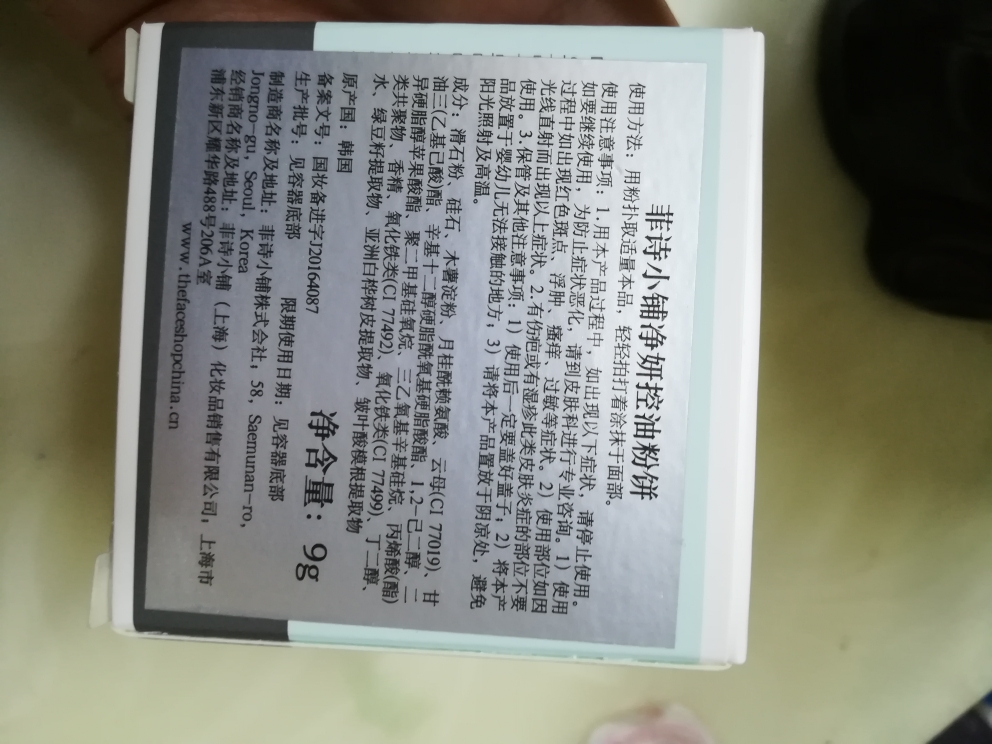 菲诗小铺净妍控油粉饼
使用方法：用粉扑取适量本品，轻轻拍打着涂抹于面部。
使用注意事项：1.用本产品过程中，如出现以下症状，请停止使用。
如要继续使用，为防止症状恶化，请到皮肤科进行专业咨询。1）使用
过程中如出现红色斑点、浮肿、瘙痒、过敏等症状。2）使用部位如因
光线直射而出现以上症状。2.有伤疤或有湿疹此类皮肤炎症的部位不要
使用。3.保管及其他注意事项：1）使用后一定要盖好盖子；2）将本产
品放置于婴幼儿无法接触的地方；3）请将本产品置放于阴凉处，避免
阳光照射及高温。
成分：滑石粉、硅石、木薯淀粉、月桂酰赖氨酸、云母(CI 77019)、甘
油三(乙基己酸)酯、辛基十二醇硬脂酰氧基硬脂酸酯、1,2-己二醇、二
异硬脂醇苹果酸酯、聚二甲基硅氧烷、三乙氧基辛基硅烷、丙烯酸(酯)
类共聚物、香精、氧化铁类(CI 77492)、氧化铁类(CI 77499)、丁二醇、
水、绿豆籽提取物、亚洲白桦树皮提取物、皱叶酸模根提取物
原产国：韩国
净含量：9g
备案文号：国妆备进字J20164087
生产批号：见容器底部 限期使用日期：见容器底部
制造商名称及地址：菲诗小铺株式会社；58, Saemunan-ro,
Jongno-gu, Seoul, Korea
经销商名称及地址：菲诗小铺（上海）化妆品销售有限公司；上海市
浦东新区耀华路488号206A室
www.thefaceshopchina.cn